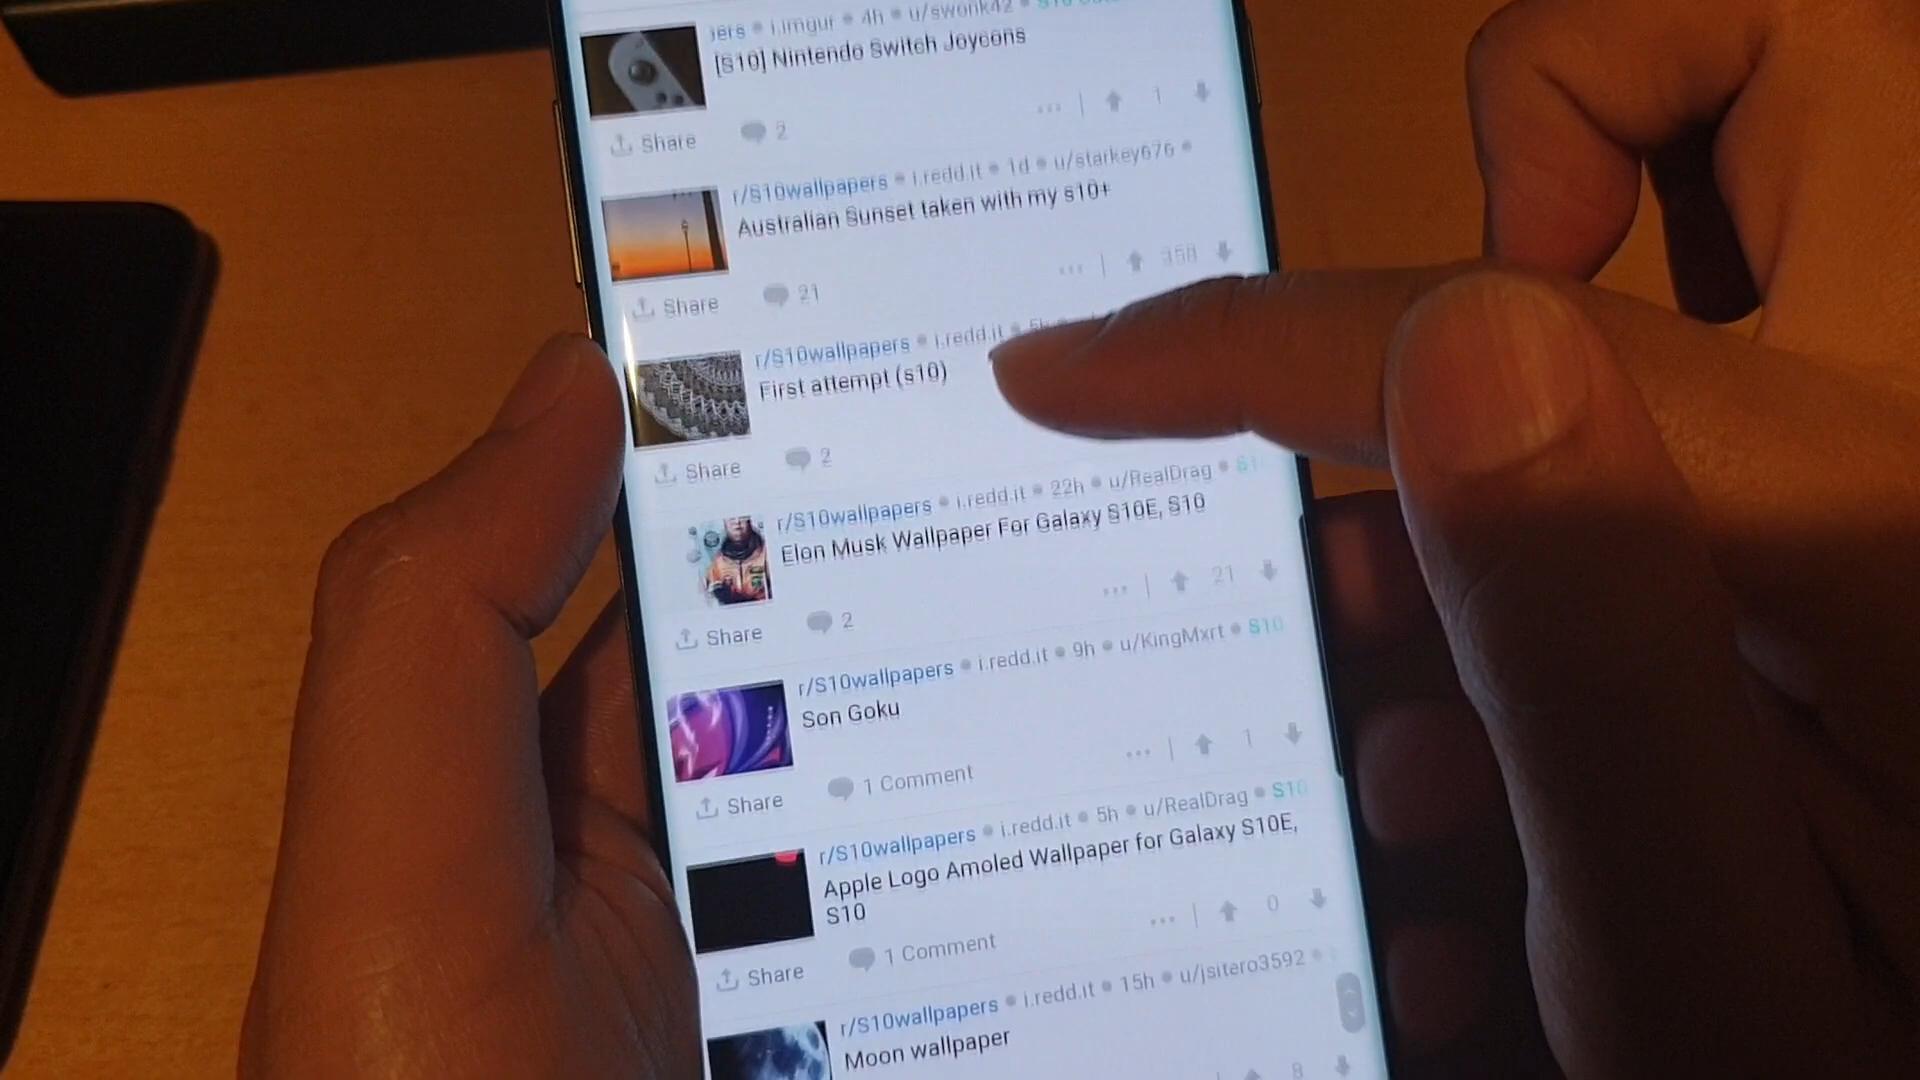 i.imgur • 4h • u/swonk42 •
[S10] Nintendo Switch Joycons
1
Share 2
r/S10wallpapers • i.redd.it • 1d • u/starkey676 •
Australian Sunset taken with my s10+
358
Share 21
r/S10wallpapers • i.redd.it •
First attempt (s10)
Share 2
r/S10wallpapers • i.redd.it • 22h • u/RealDrag •
Elon Musk Wallpaper For Galaxy S10E, S10
21
Share 2
r/S10wallpapers • i.redd.it • 9h • u/KingMxrt • S10
Son Goku
1
Share 1 Comment
r/S10wallpapers • i.redd.it • 5h • u/RealDrag • S10
Apple Logo Amoled Wallpaper for Galaxy S10E,
S10
0
Share 1 Comment
r/S10wallpapers • i.redd.it • 15h • u/jsitero3592 •
Moon wallpaper
8